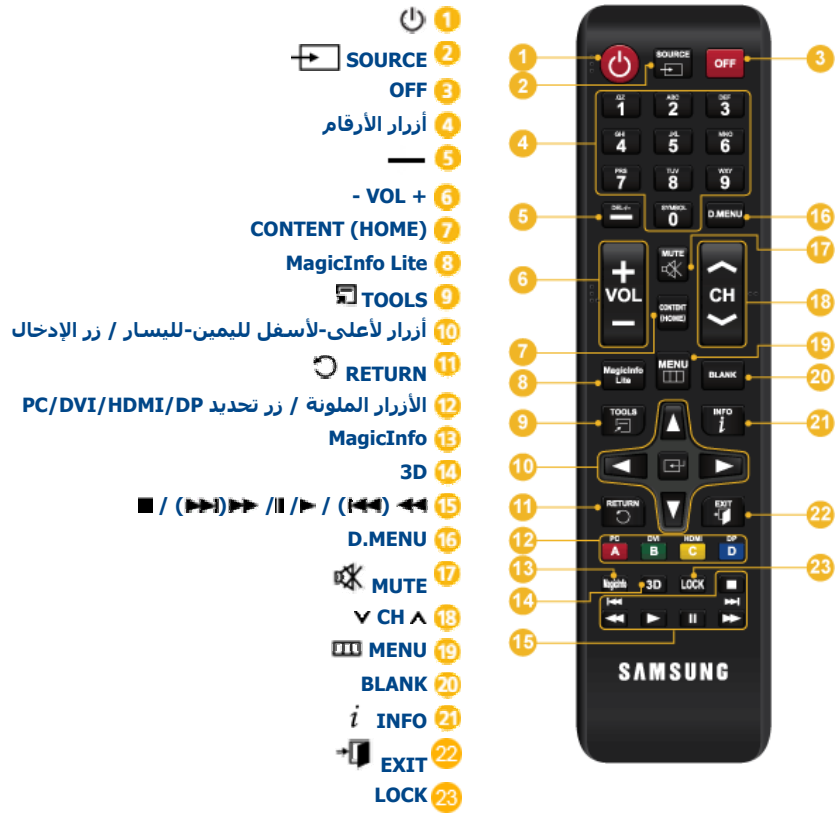 1
SOURCE 2
OFF 3
أزرار الأرقام 4
— 5
- VOL + 6
CONTENT (HOME) 7
MagicInfo Lite 8
TOOLS 9
أزرار لأعلى-لأسفل لليمين-لليسار / زر الإدخال 10
RETURN 11
الأزرار الملونة / زر تحديد PC/DVI/HDMI/DP 12
MagicInfo 13
3D 14
15
D.MENU 16
MUTE 17
CH 18
MENU 19
BLANK 20
INFO 21
EXIT 22
LOCK 23
1 SOURCE OFF 3
2
.QZ ABC DEF
1 2 3
GHI JKL MNO
4 4 5 6
PRS TUV WXY
7 8 9
DEL-/-- SYMBOL
5 0 D.MENU 16
MUTE 17
6 + VOL — CH 18
CONTENT
(HOME)
7 19
8 MagicInfo Lite MENU BLANK 20
9 TOOLS INFO i 21
10
11 RETURN EXIT 22
12 PC DVI HDMI DP
A B C D
13 23
MagicInfo 3D LOCK
14
15
SAMSUNG